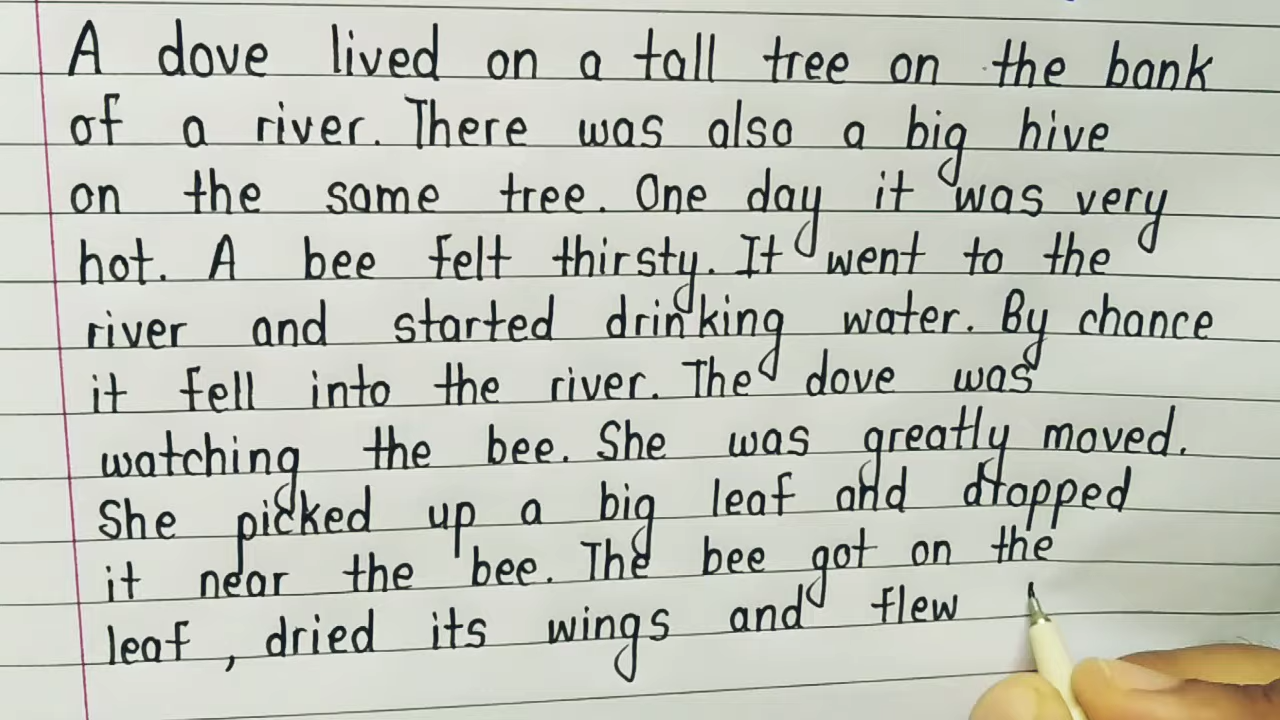 A dove lived on a tall tree on the bank
of a river. There was also a big hive
on the same tree. One day it was very
hot. A bee felt thirsty. It went to the
river and started drinking water. By chance
it fell into the river. The dove was
watching the bee. She was greatly moved.
She picked up a big leaf and dropped
it near the bee. The bee got on the
leaf, dried its wings and flew